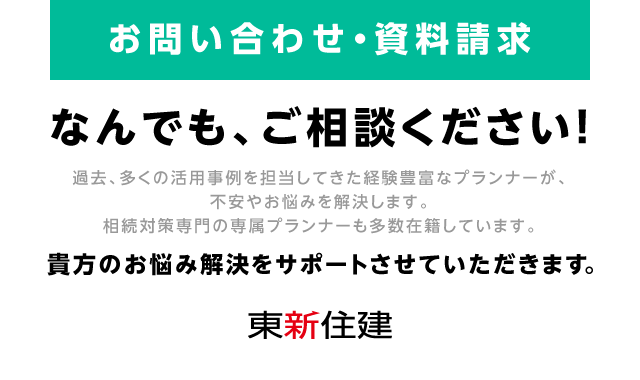 お問い合わせ・資料請求
なんでも、ご相談ください!
過去、多くの活用事例を担当してきた経験豊富なプランナーが、
不安やお悩みを解決します。
相続対策専門の専属プランナーも多数在籍しています。
貴方のお悩み解決をサポートさせていただきます。
東新住建